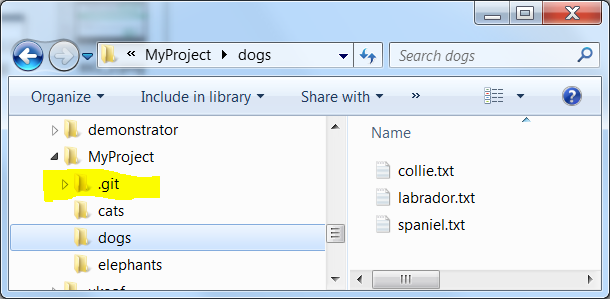 « MyProject dogs
Search dogs
Organize Include in library Share with »
demonstrator
MyProject
.git
cats
dogs
elephants
Name
collie.txt
labrador.txt
spaniel.txt